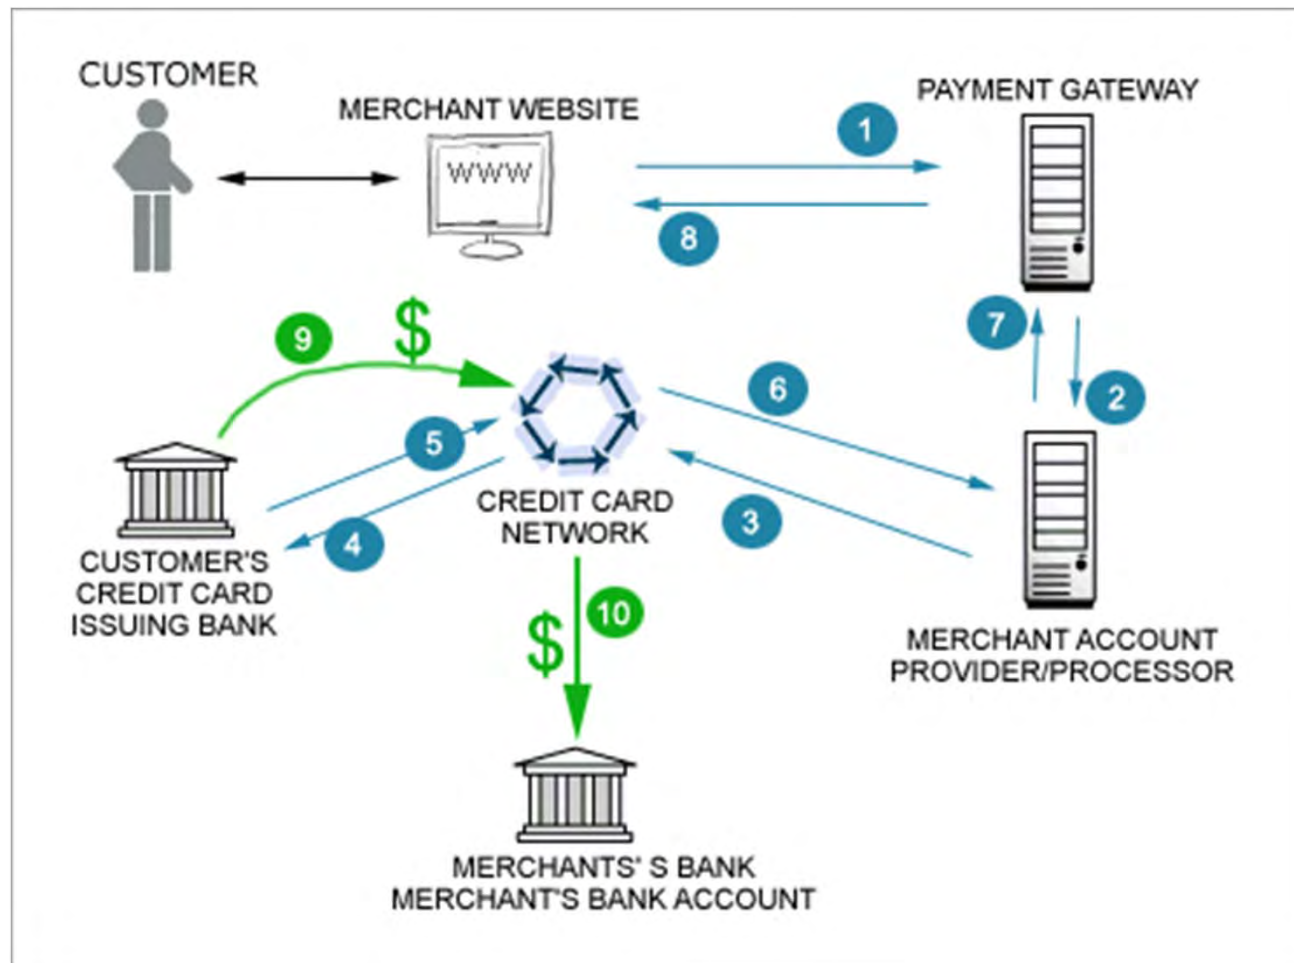 CUSTOMER
MERCHANT WEBSITE
WWW
PAYMENT GATEWAY
1
8
7
2
9
$
6
5
3
4
CREDIT CARD
NETWORK
CUSTOMER'S
CREDIT CARD
ISSUING BANK
10
$
MERCHANT ACCOUNT
PROVIDER/PROCESSOR
MERCHANTS' S BANK
MERCHANT'S BANK ACCOUNT